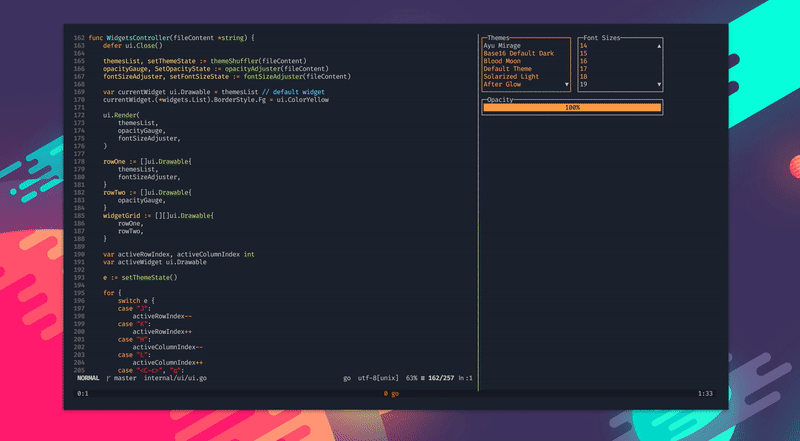 162 func WidgetsController(fileContent *string) {
163     defer ui.Close()
164
165     themesList, setThemeState := themeShuffler(fileContent)
166     opacityGauge, SetOpacityState := opacityAdjuster(fileContent)
167     fontSizeAdjuster, setFontSizeState := fontSizeAdjuster(fileContent)
168
169     var currentWidget ui.Drawable = themesList // default widget
170     currentWidget.(*widgets.List).BorderStyle.Fg = ui.ColorYellow
171
172     ui.Render(
173         themesList,
174         opacityGauge,
175         fontSizeAdjuster,
176     )
177
178     rowOne := []ui.Drawable{
179         themesList,
180         fontSizeAdjuster,
181     }
182     rowTwo := []ui.Drawable{
183         opacityGauge,
184     }
185     widgetGrid := [][]ui.Drawable{
186         rowOne,
187         rowTwo,
188     }
189
190     var activeRowIndex, activeColumnIndex int
191     var activeWidget ui.Drawable
192
193     e := setThemeState()
194
195     for {
196         switch e {
197         case "J":
198             activeRowIndex--
199         case "K":
200             activeRowIndex++
201         case "H":
202             activeColumnIndex--
203         case "L":
204             activeColumnIndex++
205         case "<C-c>", "q":
NORMAL master internal/ui/ui.go go utf-8[unix] 63% ≡ 162/257 ㏑:1
0:1 0 go 1:33
Themes
Ayu Mirage
Base16 Default Dark
Blood Moon
Default Theme
Solarized Light
After Glow
Font Sizes
14
15
16
17
18
19
Opacity
100%